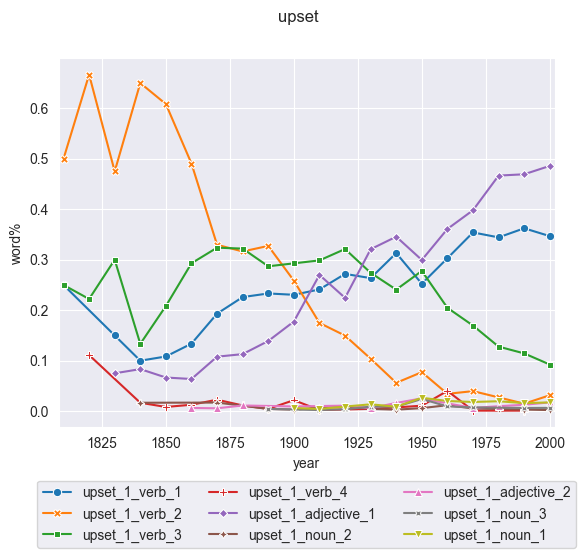 upset
0.6
0.5
0.4
0.3
0.2
0.1
0.0
word%
1825 1850 1875 1900 1925 1950 1975 2000
year
upset_1_verb_1 upset_1_verb_4 upset_1_adjective_2
upset_1_verb_2 upset_1_adjective_1 upset_1_noun_3
upset_1_verb_3 upset_1_noun_2 upset_1_noun_1